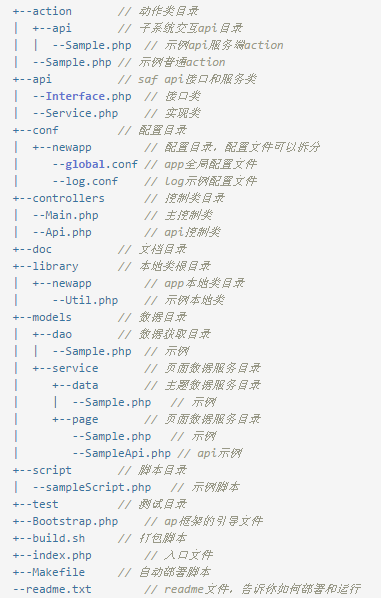 +--action // 动作类目录
| +--api // 子系统交互api目录
| | --Sample.php // 示例api服务端action
| --Sample.php // 示例普通action
+--api // saf api接口和服务类
| --Interface.php // 接口类
| --Service.php // 实现类
+--conf // 配置目录
| +--newapp // 配置目录，配置文件可以拆分
| --global.conf // app全局配置文件
| --log.conf // log示例配置文件
+--controllers // 控制类目录
| --Main.php // 主控制类
| --Api.php // api控制类
+--doc // 文档目录
+--library // 本地类根目录
| +--newapp // app本地类目录
| --Util.php // 示例本地类
+--models // 数据目录
| +--dao // 数据获取目录
| | --Sample.php // 示例
| +--service // 页面数据服务目录
| +--data // 主题数据服务目录
| | --Sample.php // 示例
| +--page // 页面数据服务目录
| --Sample.php // 示例
| --SampleApi.php // api示例
+--script // 脚本目录
| --sampleScript.php // 示例脚本
+--test // 测试目录
+--Bootstrap.php // ap框架的引导文件
+--build.sh // 打包脚本
+--index.php // 入口文件
+--Makefile // 自动部署脚本
--readme.txt // readme文件，告诉你如何部署和运行